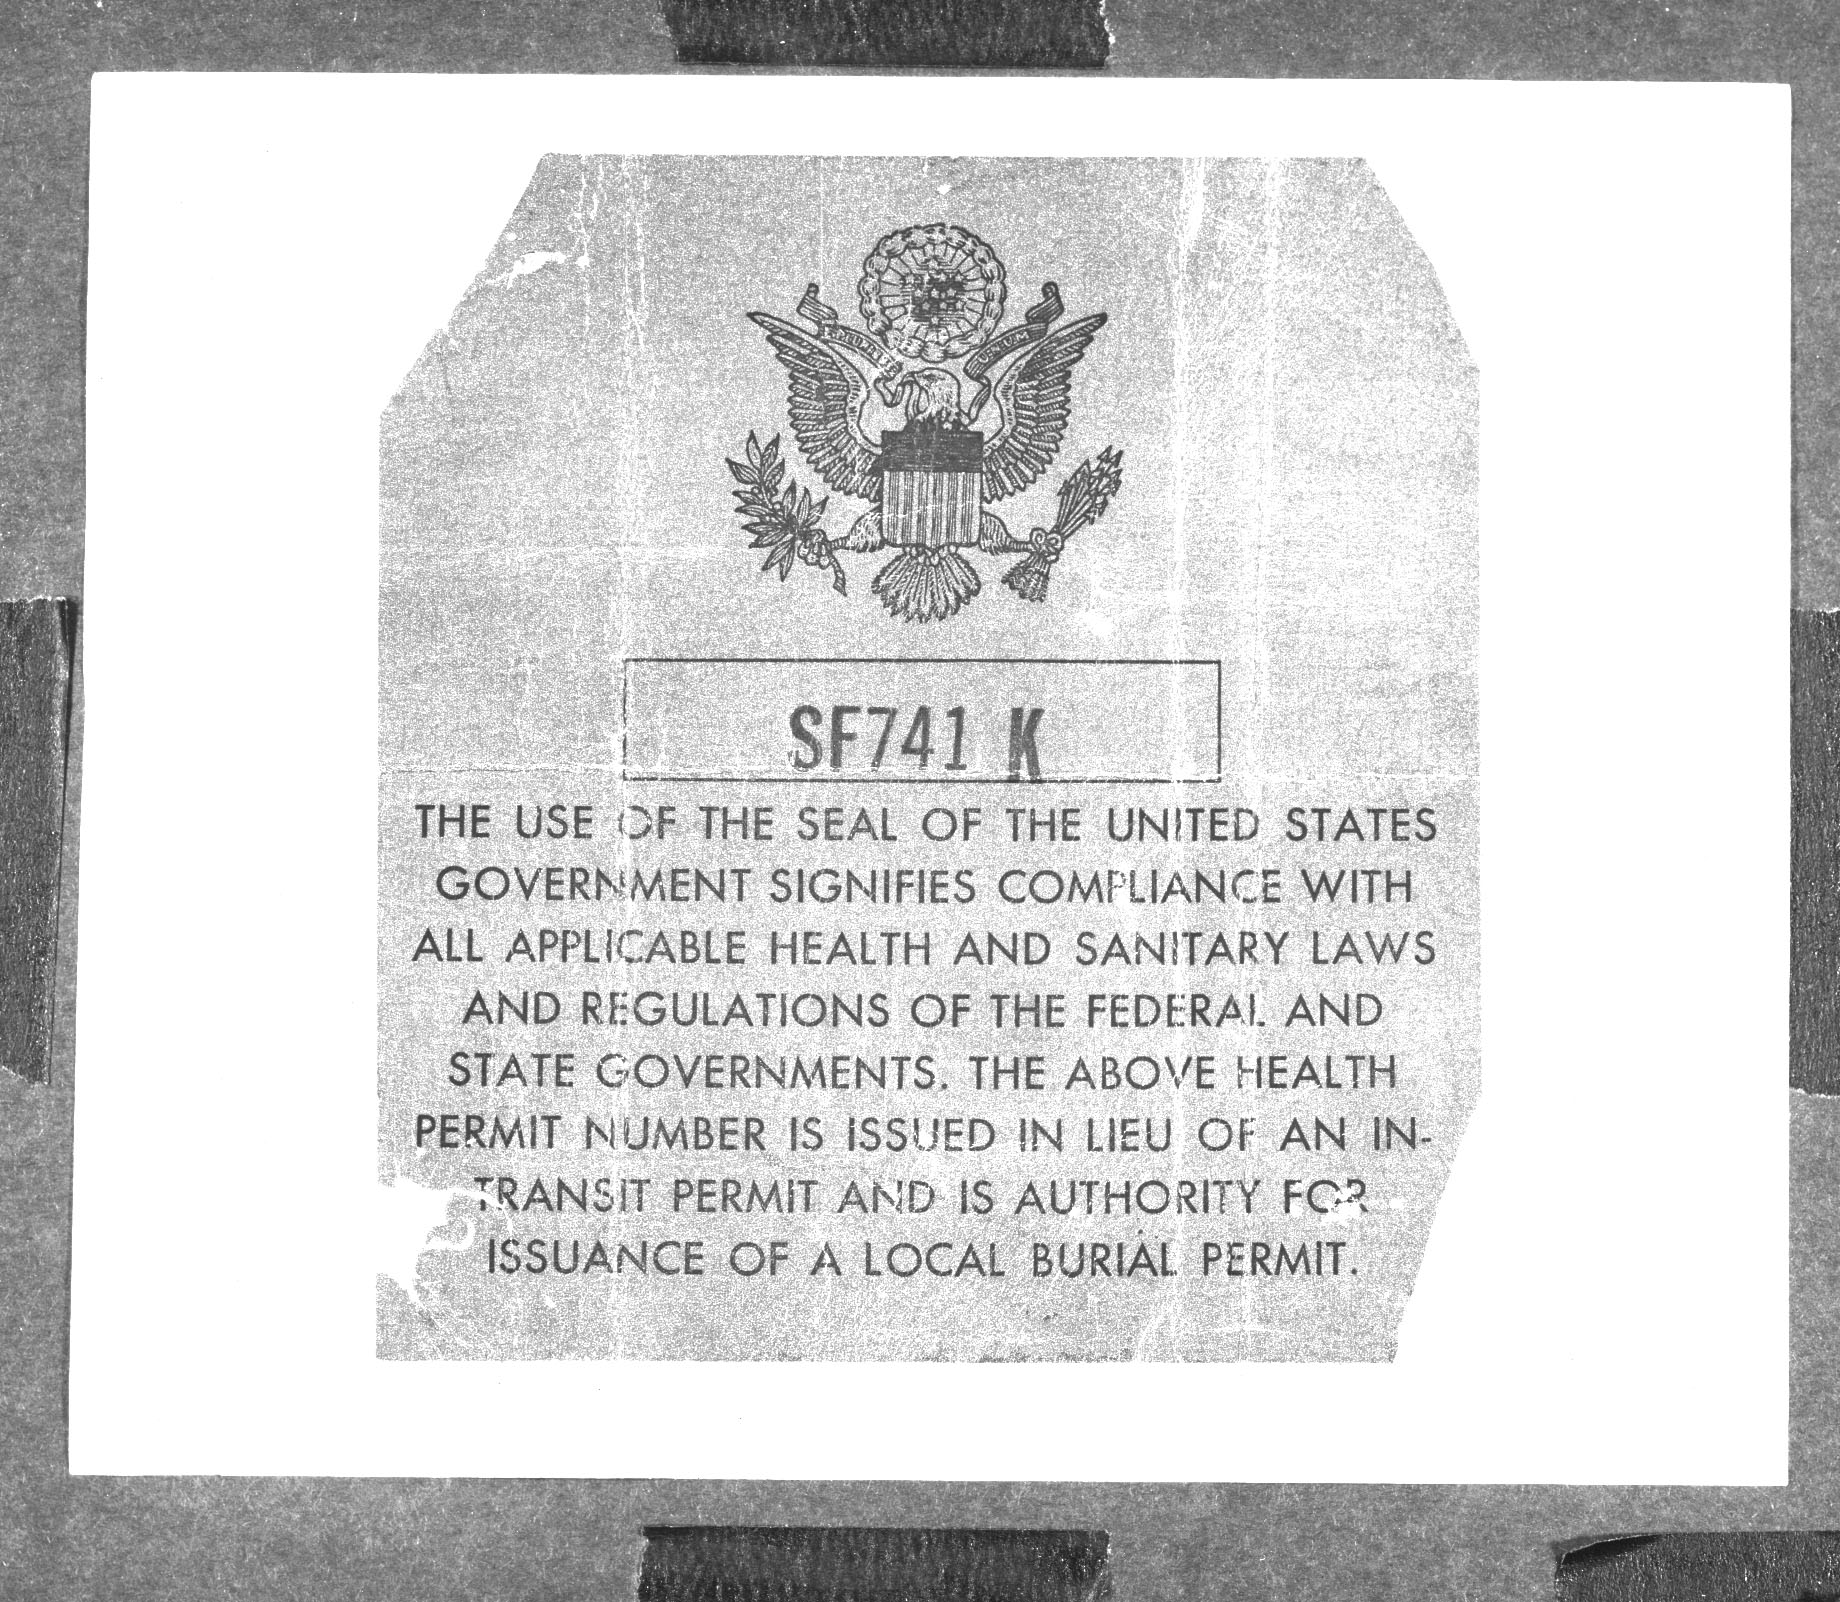 SF741 K
THE USE OF THE SEAL OF THE UNITED STATES
GOVERNMENT SIGNIFIES COMPLIANCE WITH
ALL APPLICABLE HEALTH AND SANITARY LAWS
AND REGULATIONS OF THE FEDERAL AND
STATE GOVERNMENTS. THE ABOVE HEALTH
PERMIT NUMBER IS ISSUED IN LIEU OF AN IN-
TRANSIT PERMIT AND IS AUTHORITY FOR
ISSUANCE OF A LOCAL BURIAL PERMIT.